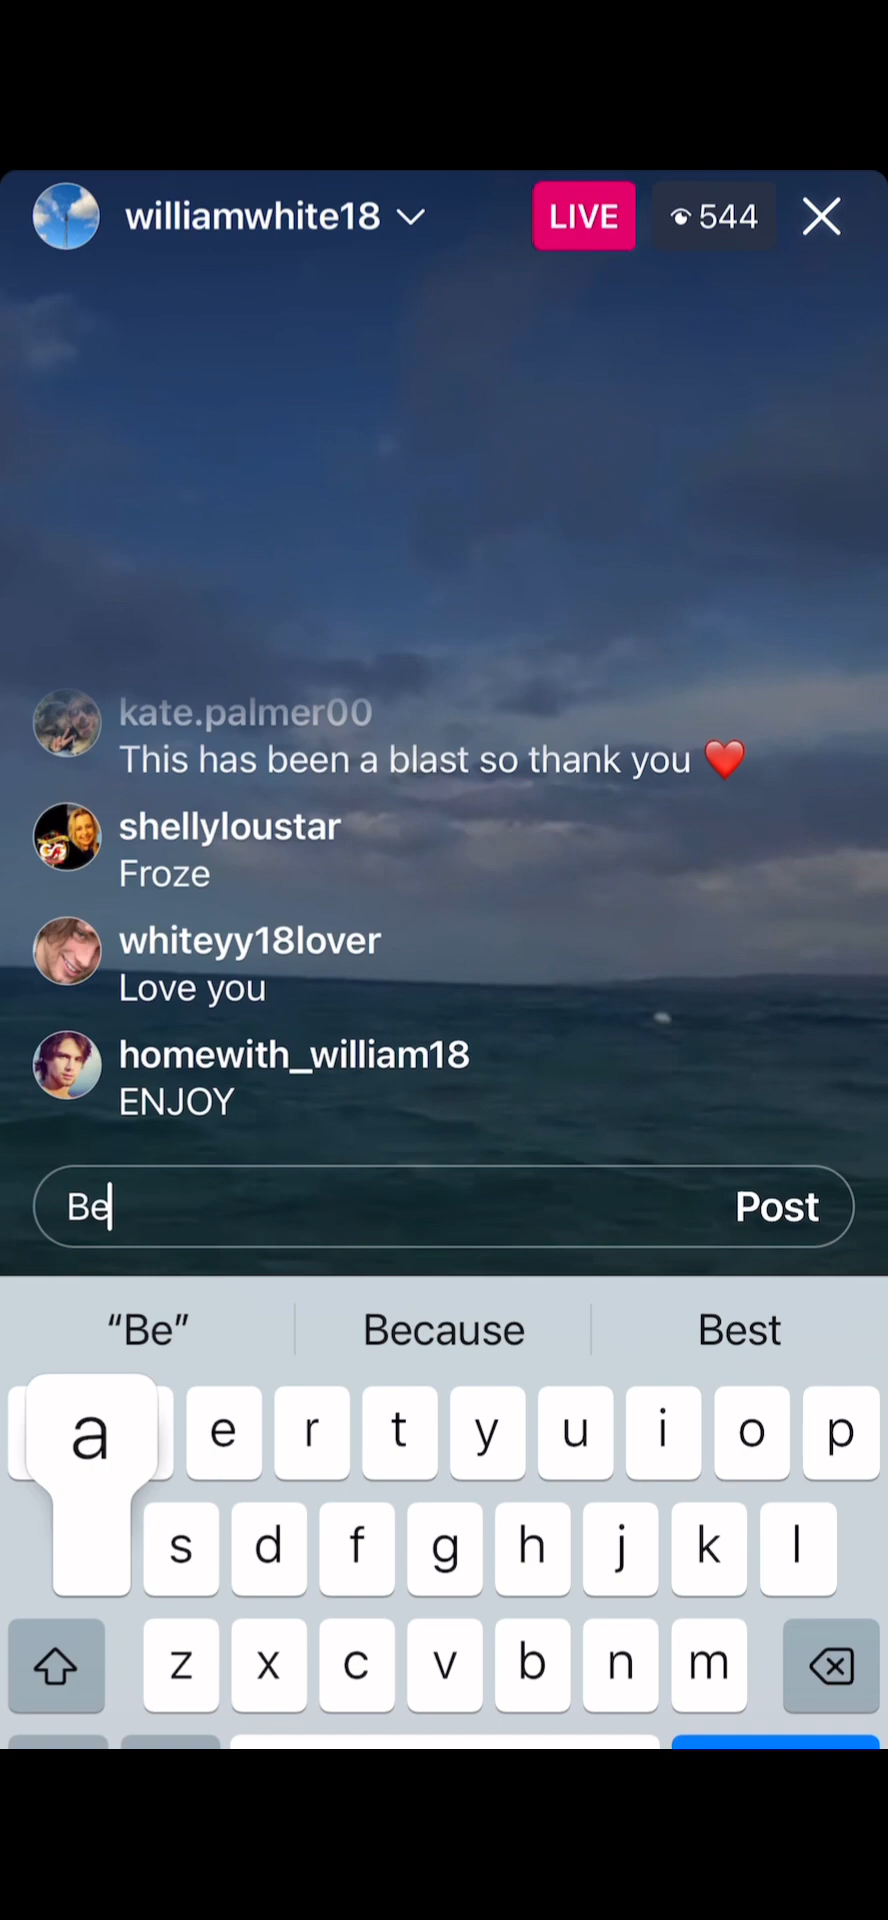 williamwhite18
LIVE
544
kate.palmer00
This has been a blast so thank you ❤️
shellyloustar
Froze
whiteyy18lover
Love you
homewith_william18
ENJOY
Be
Post
“Be” Because Best
a e r t y u i o p
s d f g h j k l
z x c v b n m